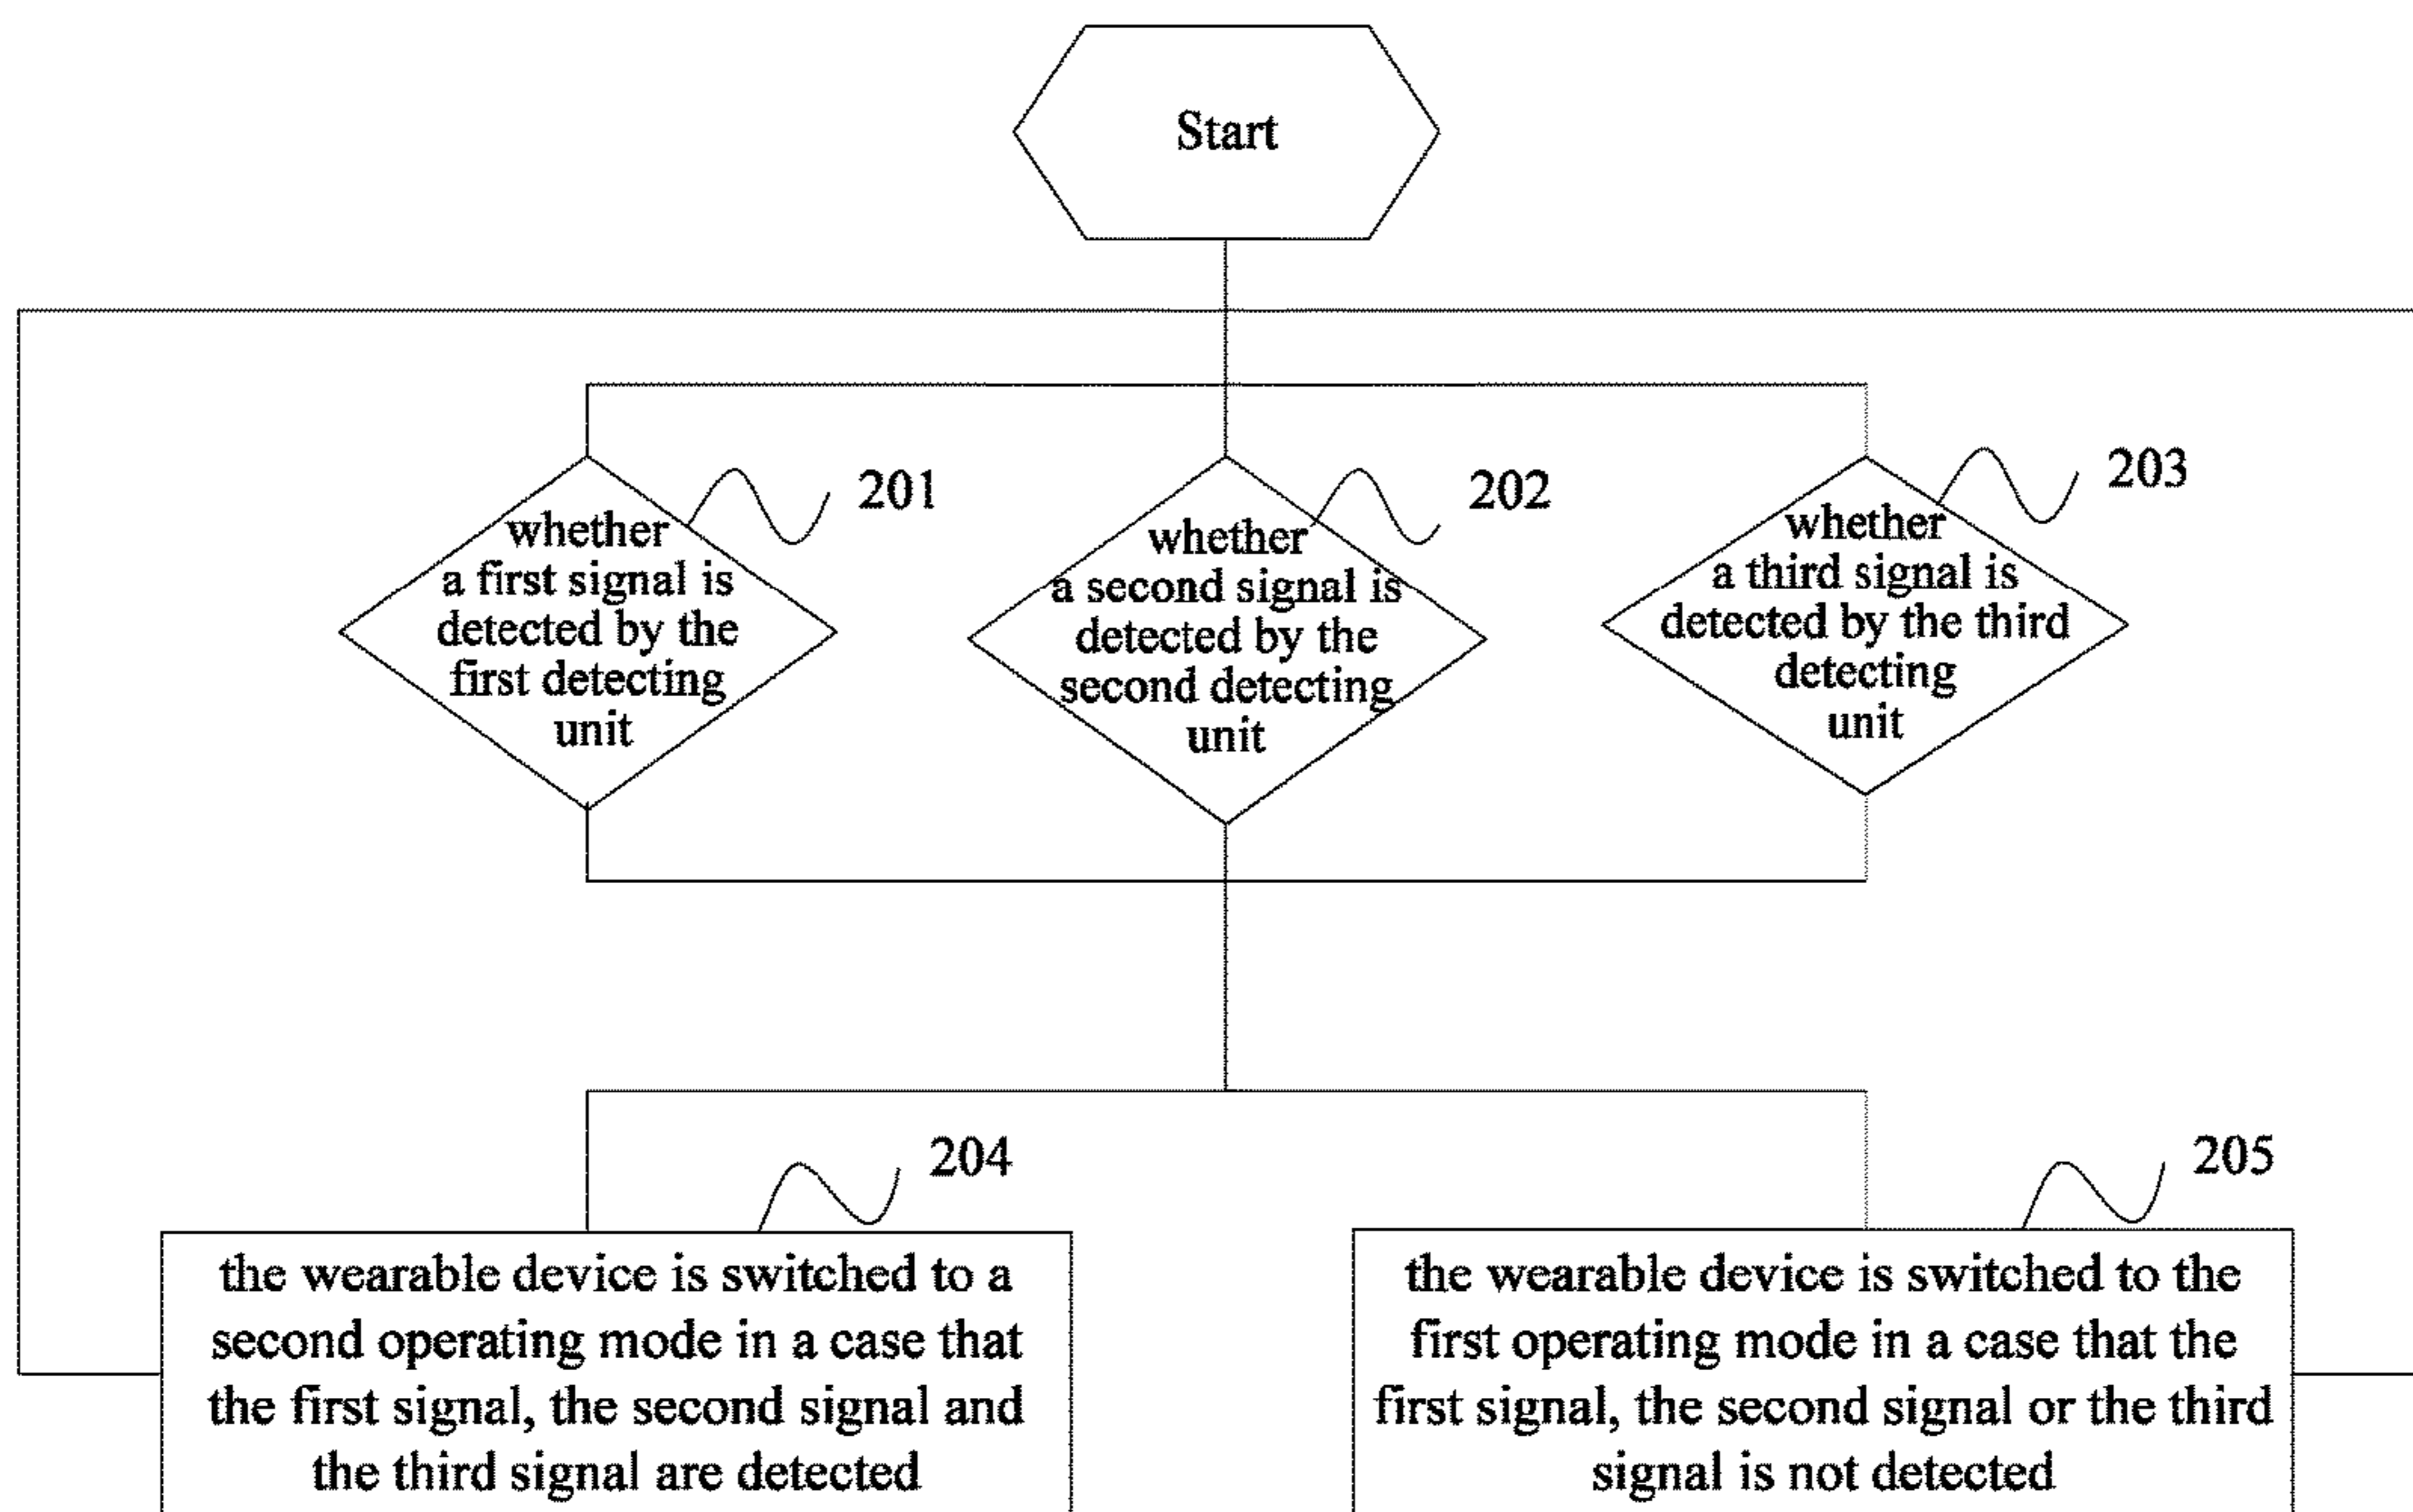 Start
201
whether
a first signal is
detected by the
first detecting
unit
202
whether
a second signal is
detected by the
second detecting
unit
203
whether
a third signal is
detected by the third
detecting
unit
204
the wearable device is switched to a
second operating mode in a case that
the first signal, the second signal and
the third signal are detected
205
the wearable device is switched to the
first operating mode in a case that the
first signal, the second signal or the third
signal is not detected